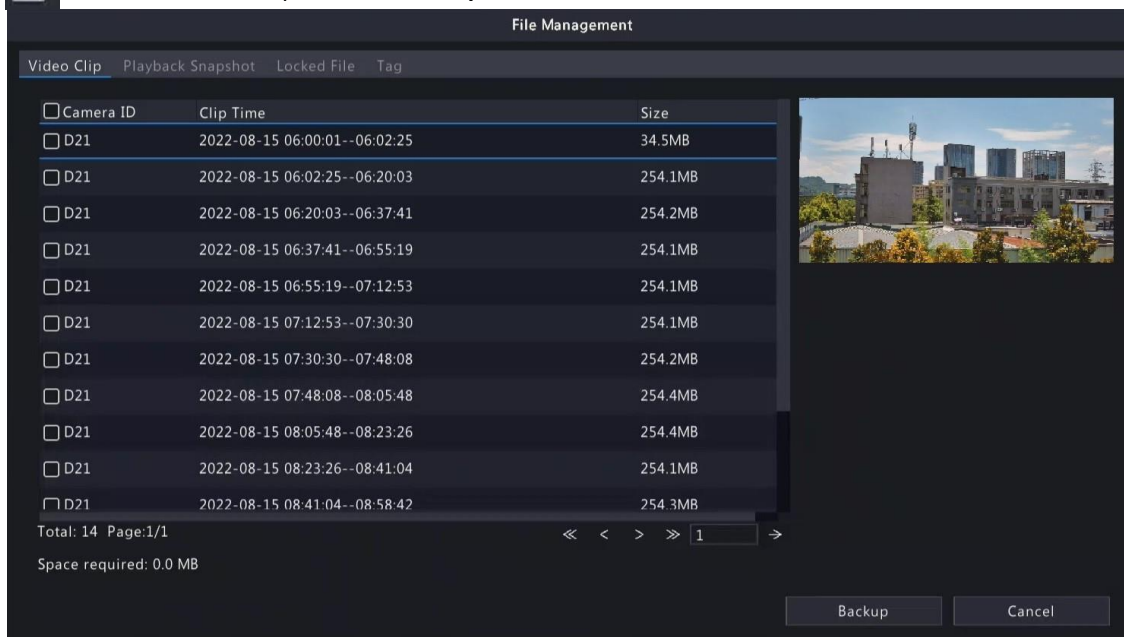 File Management
Video Clip Playback Snapshot Locked File Tag
Camera ID Clip Time Size
D21 2022-08-15 06:00:01--06:02:25 34.5MB
D21 2022-08-15 06:02:25--06:20:03 254.1MB
D21 2022-08-15 06:20:03--06:37:41 254.2MB
D21 2022-08-15 06:37:41--06:55:19 254.1MB
D21 2022-08-15 06:55:19--07:12:53 254.1MB
D21 2022-08-15 07:12:53--07:30:30 254.1MB
D21 2022-08-15 07:30:30--07:48:08 254.2MB
D21 2022-08-15 07:48:08--08:05:48 254.4MB
D21 2022-08-15 08:05:48--08:23:26 254.4MB
D21 2022-08-15 08:23:26--08:41:04 254.1MB
D21 2022-08-15 08:41:04--08:58:42 254.3MB
Total: 14 Page:1/1 ≪ < > ≫ 1 →
Space required: 0.0 MB
Backup Cancel